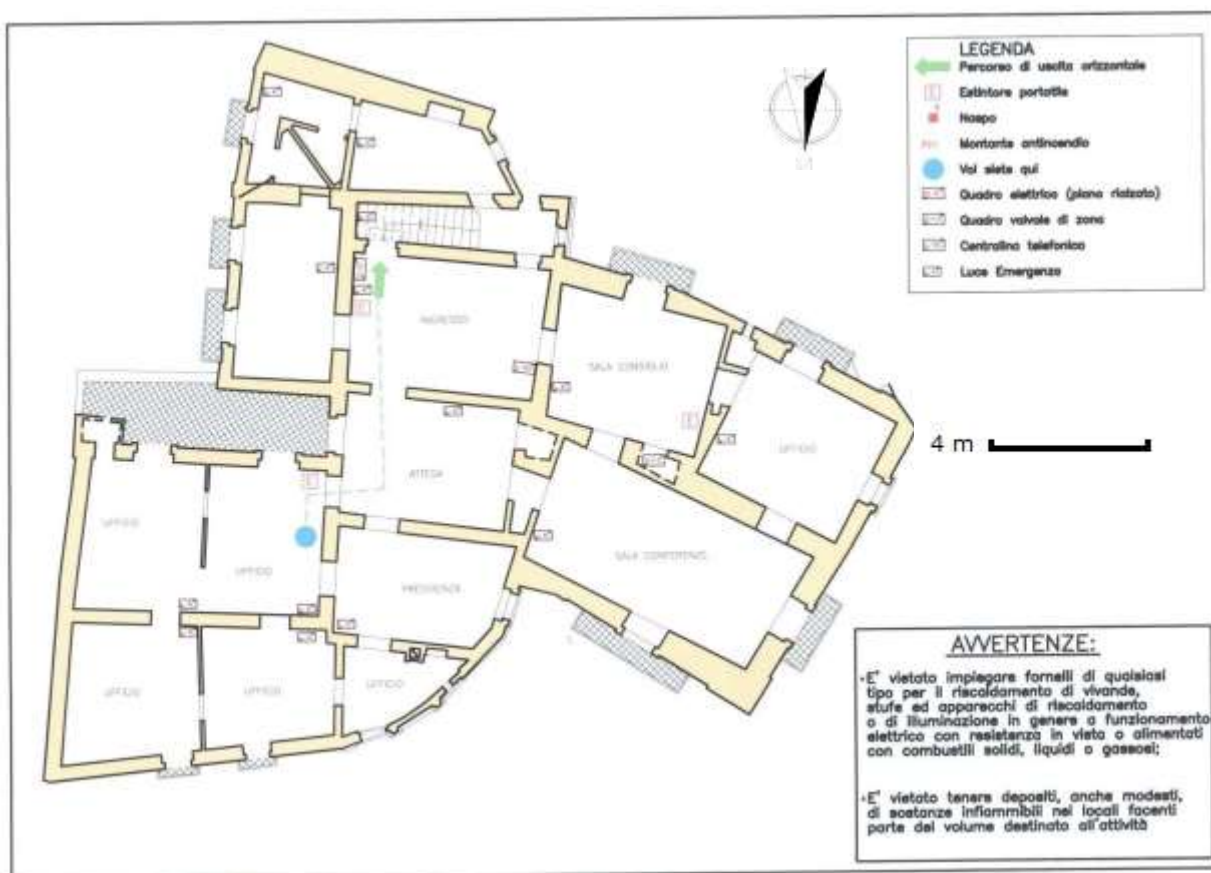 LEGENDA
Percorso di uscita orizzontale
Estintore portatile
Naspo
Montante antincendio
Voi siete qui
Quadro elettrico (piano rialzato)
Quadro valvole di zona
Centralino telefonico
Luce Emergenza
INGRESSO
SALA CONSIGLIO
UFFICIO
4 m
ATTESA
UFFICIO
UFFICIO
SALA CONFERENZE
PRESIDENZA
UFFICIO
UFFICIO
UFFICIO
AVVERTENZE:
-E' vietato impiegare fornelli di qualsiasi
tipo per il riscaldamento di vivande,
stufe ed apparecchi di riscaldamento
o di illuminazione in genere a funzionamento
elettrico con resistenza in vista o alimentati
con combustili solidi, liquidi o gassosi;
-E' vietato tenere depositi, anche modesti,
di sostanze infiammibili nei locali facenti
parte del volume destinato all'attività